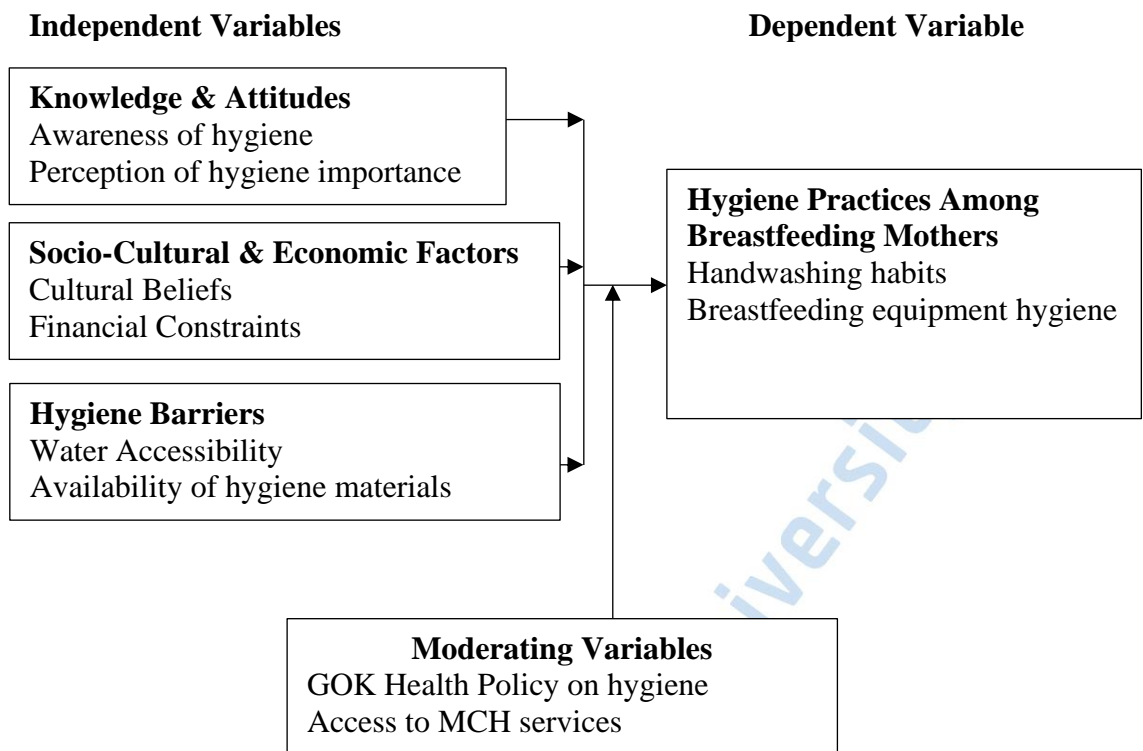 Independent Variables
Dependent Variable
Knowledge & Attitudes
Awareness of hygiene
Perception of hygiene importance
Socio-Cultural & Economic Factors
Cultural Beliefs
Financial Constraints
Hygiene Barriers
Water Accessibility
Availability of hygiene materials
Hygiene Practices Among
Breastfeeding Mothers
Handwashing habits
Breastfeeding equipment hygiene
Moderating Variables
GOK Health Policy on hygiene
Access to MCH services